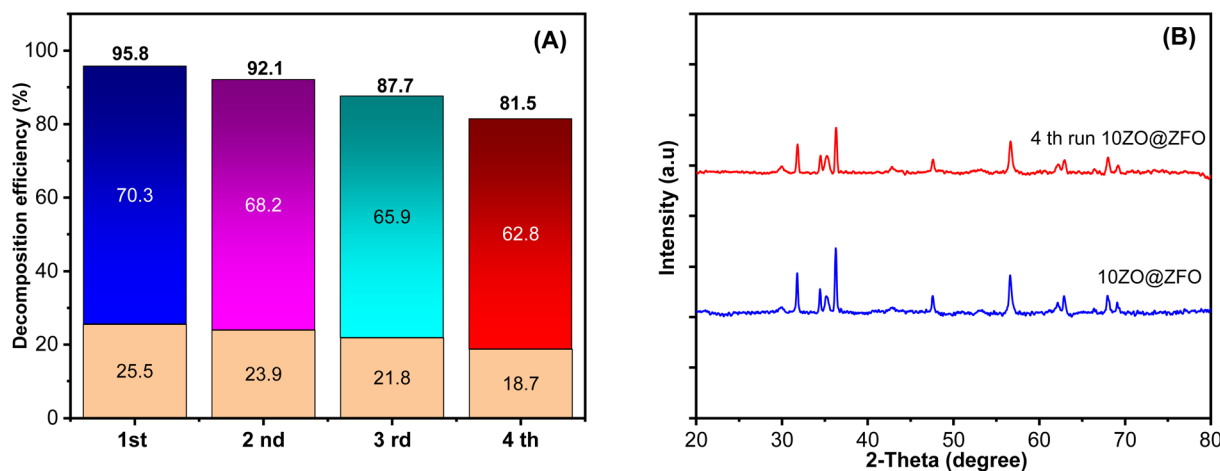 (A)
Decomposition efficiency (%)
100
80
60
40
20
0
95.8
92.1
87.7
81.5
70.3
68.2
65.9
62.8
25.5
23.9
21.8
18.7
1st
2 nd
3 rd
4 th
(B)
Intensity (a.u)
4 th run 10ZO@ZFO
10ZO@ZFO
20
30
40
50
60
70
80
2-Theta (degree)